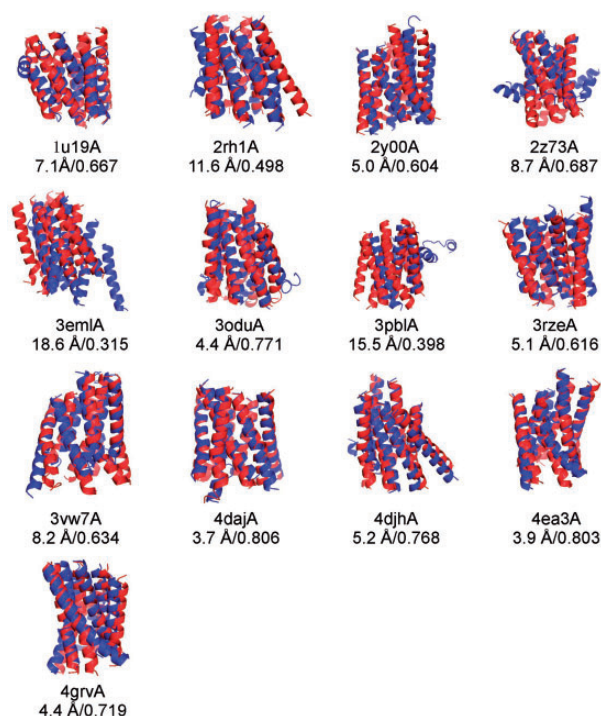 1u19A
7.1Å/0.667
2rh1A
11.6 Å/0.498
2y00A
5.0 Å/0.604
2z73A
8.7 Å/0.687
3emlA
18.6 Å/0.315
3oduA
4.4 Å/0.771
3pblA
15.5 Å/0.398
3rzeA
5.1 Å/0.616
3vw7A
8.2 Å/0.634
4dajA
3.7 Å/0.806
4djhA
5.2 Å/0.768
4ea3A
3.9 Å/0.803
4grvA
4.4 Å/0.719